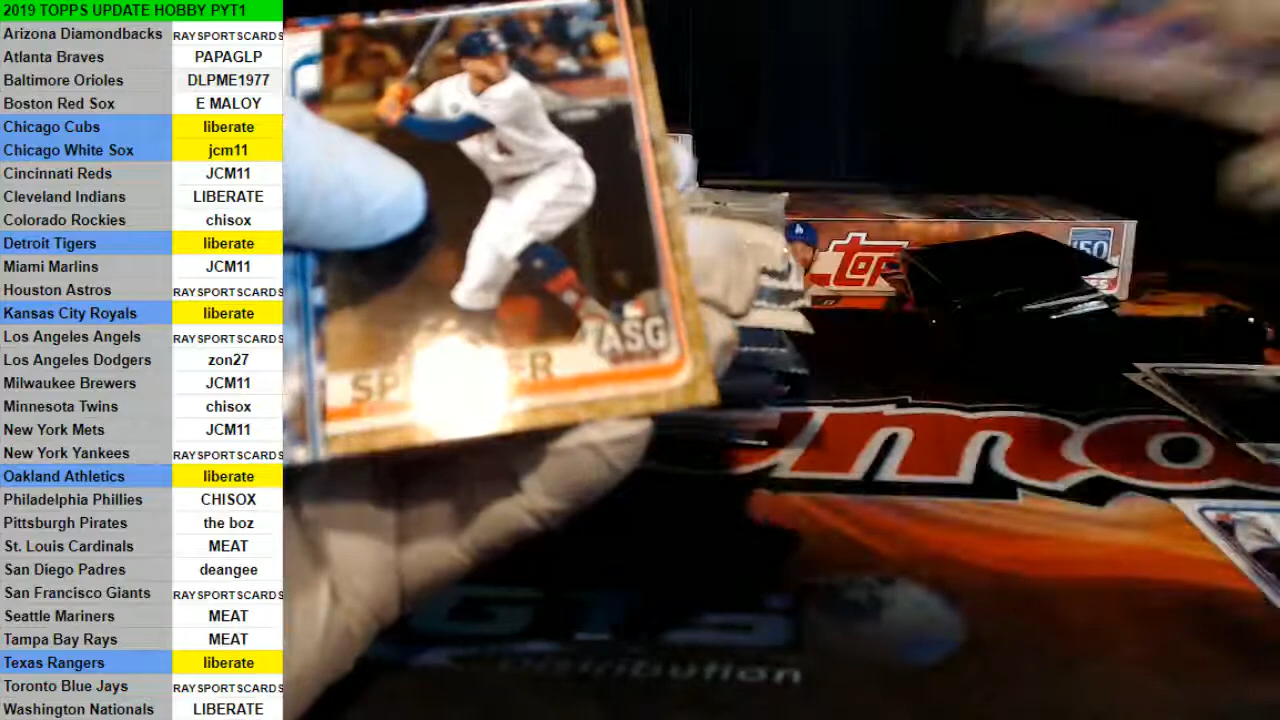 2019 TOPPS UPDATE HOBBY PYT1
Arizona Diamondbacks RAYSPORTSCARDS
Atlanta Braves PAPAGLP
Baltimore Orioles DLPME1977
Boston Red Sox E MALOY
Chicago Cubs liberate
Chicago White Sox jcm11
Cincinnati Reds JCM11
Cleveland Indians LIBERATE
Colorado Rockies chisox
Detroit Tigers liberate
Miami Marlins JCM11
Houston Astros RAYSPORTSCARDS
Kansas City Royals liberate
Los Angeles Angels RAYSPORTSCARDS
Los Angeles Dodgers zon27
Milwaukee Brewers JCM11
Minnesota Twins chisox
New York Mets JCM11
New York Yankees RAYSPORTSCARDS
Oakland Athletics liberate
Philadelphia Phillies CHISOX
Pittsburgh Pirates the boz
St. Louis Cardinals MEAT
San Diego Padres deangee
San Francisco Giants RAYSPORTSCARDS
Seattle Mariners MEAT
Tampa Bay Rays MEAT
Texas Rangers liberate
Toronto Blue Jays RAYSPORTSCARDS
Washington Nationals LIBERATE
ASG
GTS
Distribution